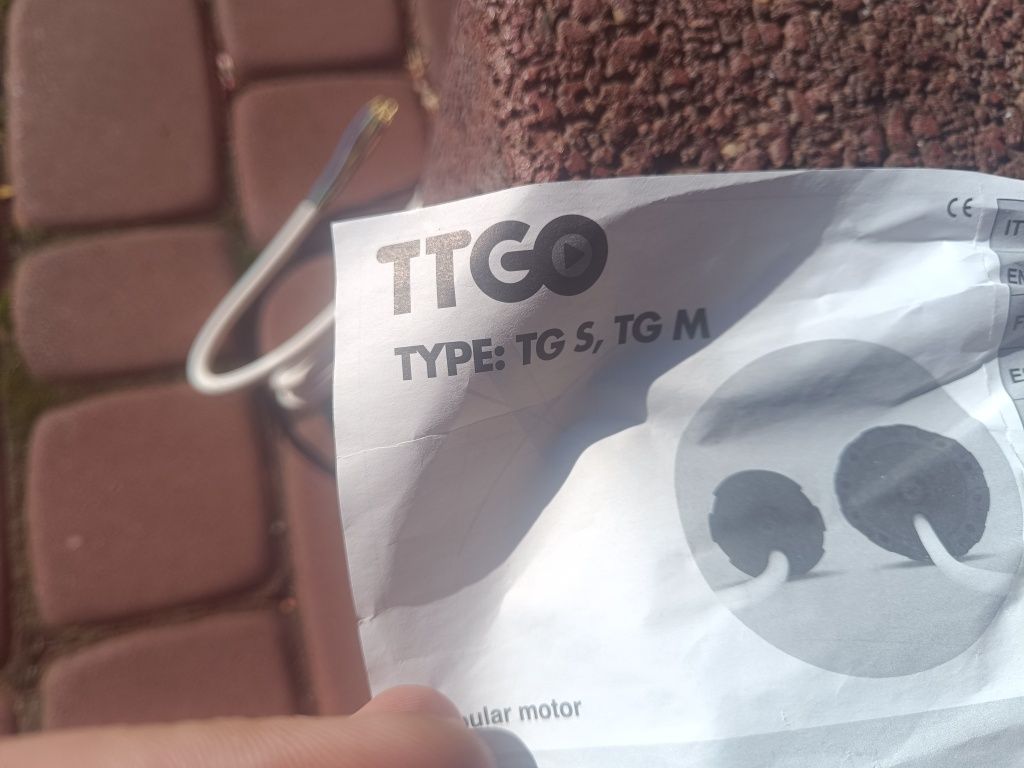 TTGO
CE
TYPE: TG S, TG M
IT
EN
ular motor